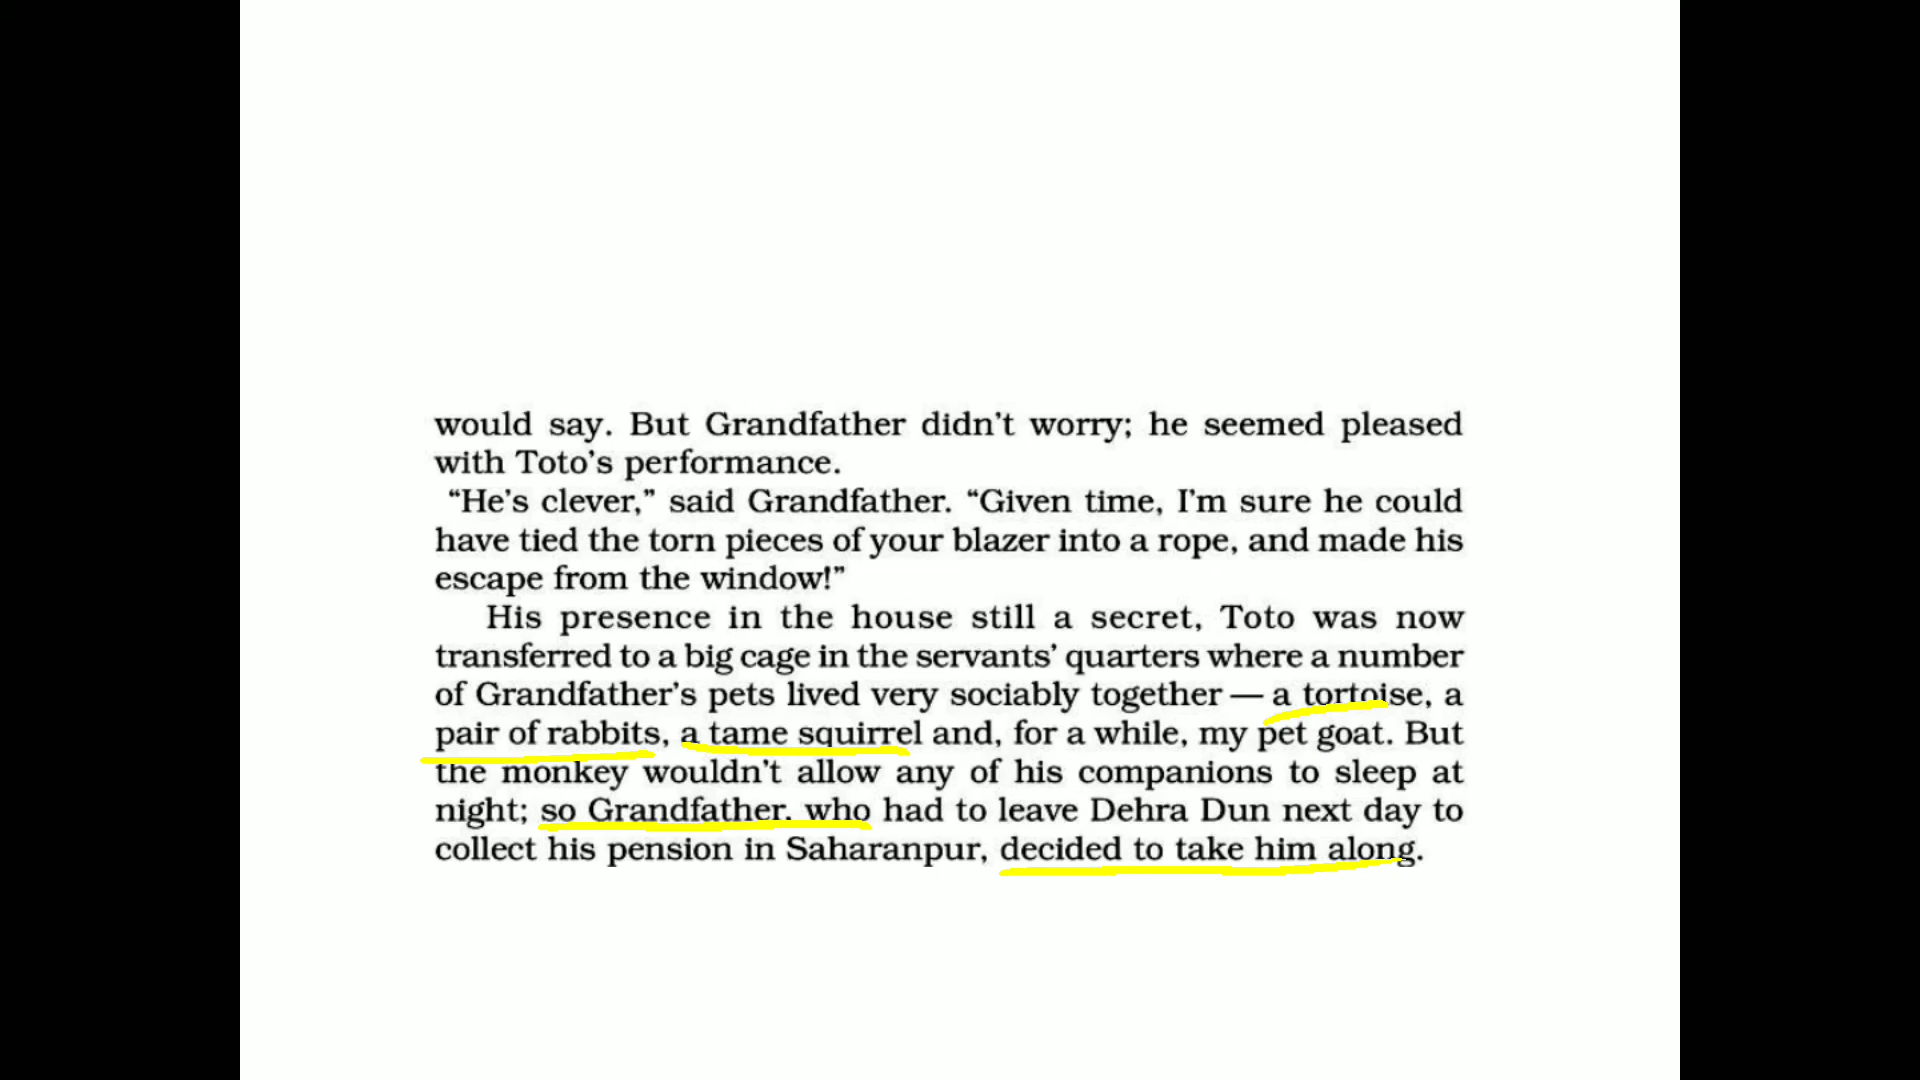 would say. But Grandfather didn't worry; he seemed pleased
with Toto's performance.
“He's clever,” said Grandfather. “Given time, I'm sure he could
have tied the torn pieces of your blazer into a rope, and made his
escape from the window!”
His presence in the house still a secret, Toto was now
transferred to a big cage in the servants' quarters where a number
of Grandfather's pets lived very sociably together — a tortoise, a
pair of rabbits, a tame squirrel and, for a while, my pet goat. But
the monkey wouldn't allow any of his companions to sleep at
night; so Grandfather, who had to leave Dehra Dun next day to
collect his pension in Saharanpur, decided to take him along.